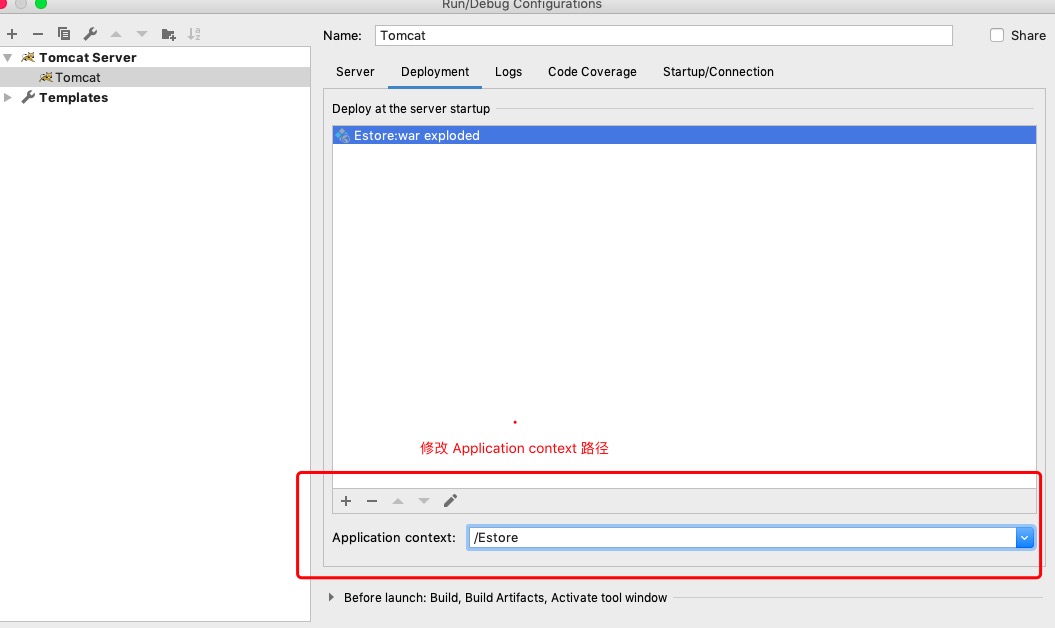 Run/Debug Configurations
Name: Tomcat
Share
Tomcat Server
Tomcat
Templates
Server Deployment Logs Code Coverage Startup/Connection
Deploy at the server startup
Estore:war exploded
修改 Application context 路径
Application context: /Estore
Before launch: Build, Build Artifacts, Activate tool window